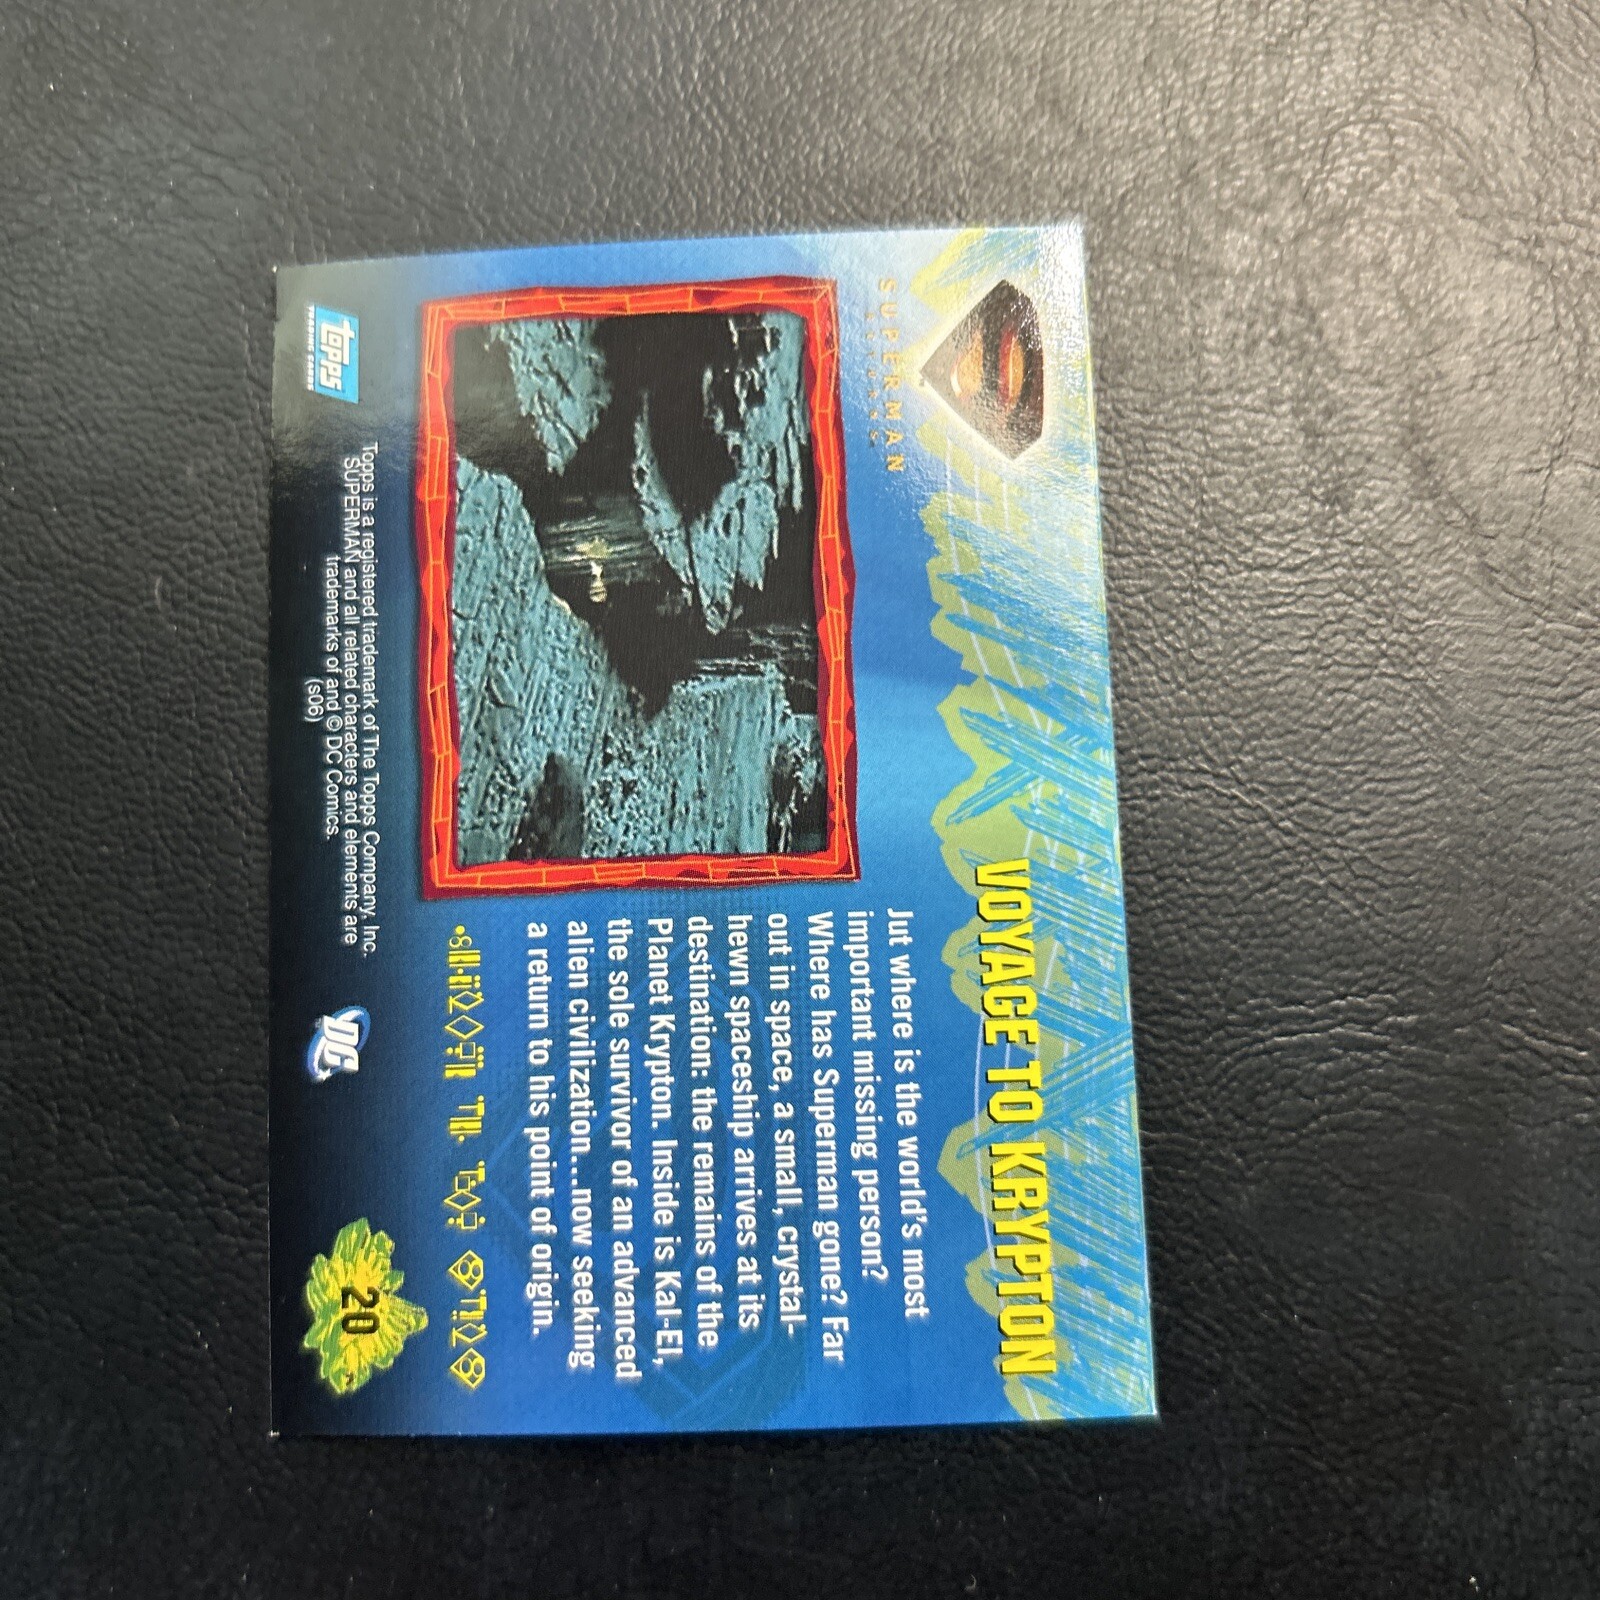 SUPERMAN
RETURNS
VOYAGE TO KRYPTON
Jut where is the world's most
important missing person?
Where has Superman gone? Far
out in space, a small, crystal-
hewn spaceship arrives at its
destination: the remains of the
Planet Krypton. Inside is Kal-El,
the sole survivor of an advanced
alien civilization...now seeking
a return to his point of origin.
topps
TRADING CARDS
Topps is a registered trademark of The Topps Company, Inc.
SUPERMAN and all related characters and elements are
trademarks of and © DC Comics.
(s06)
DC
20